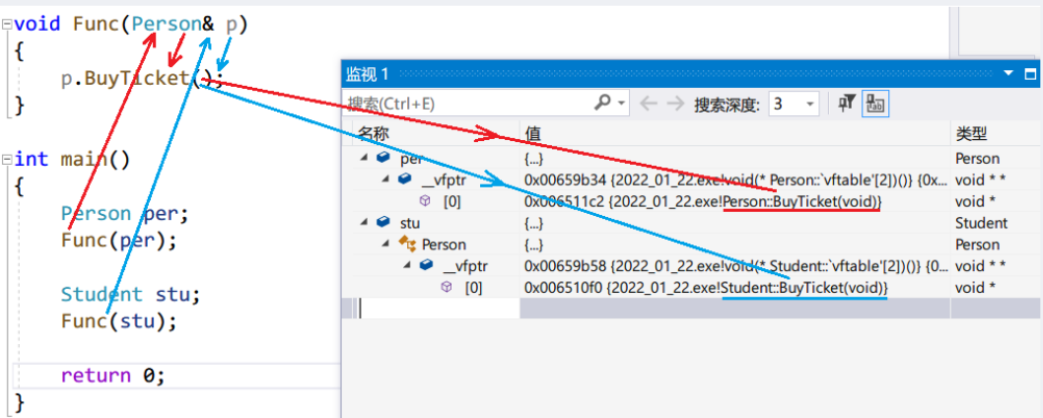 void Func(Person& p)
{
p.BuyTicket();
}
int main()
{
Person per;
Func(per);
Student stu;
Func(stu);
return 0;
}
监视 1
搜索(Ctrl+E)
搜索深度: 3
名称 值 类型
per {...} Person
__vfptr 0x00659b34 {2022_01_22.exe!void(* Person::`vftable'[2])()} {0x... void * *
[0] 0x006511c2 {2022_01_22.exe!Person::BuyTicket(void)} void *
stu {...} Student
Person {...} Person
__vfptr 0x00659b58 {2022_01_22.exe!void(* Student::`vftable'[2])()} {0... void * *
[0] 0x006510f0 {2022_01_22.exe!Student::BuyTicket(void)} void *